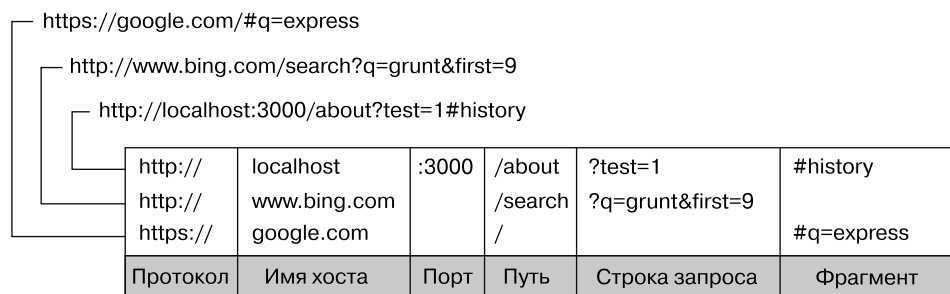 https://google.com/#q=express
http://www.bing.com/search?q=grunt&first=9
http://localhost:3000/about?test=1#history
http:// localhost :3000 /about ?test=1 #history
http:// www.bing.com /search ?q=grunt&first=9
https:// google.com / #q=express
Протокол Имя хоста Порт Путь Строка запроса Фрагмент